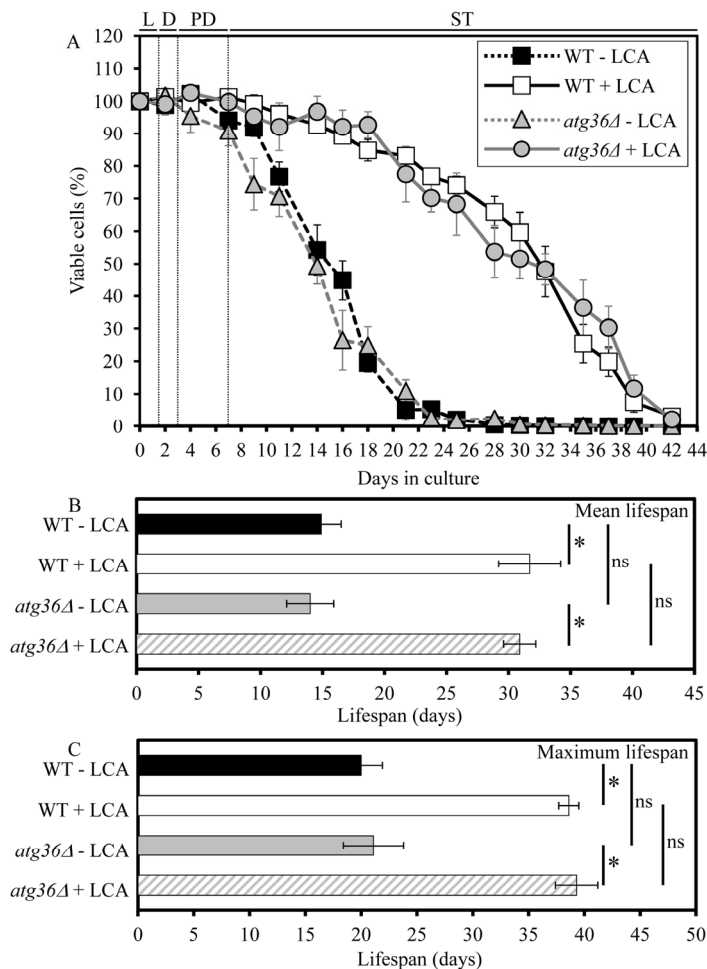 L D PD ST
A
120
110
100
90
80
70
60
50
40
30
20
10
0
Viable cells (%)
WT - LCA
WT + LCA
atg36Δ - LCA
atg36Δ + LCA
0 2 4 6 8 10 12 14 16 18 20 22 24 26 28 30 32 34 36 38 40 42 44
Days in culture
B
Mean lifespan
WT - LCA
WT + LCA
atg36Δ - LCA
atg36Δ + LCA
*
ns
ns
*
0 5 10 15 20 25 30 35 40 45
Lifespan (days)
C
Maximum lifespan
WT - LCA
WT + LCA
atg36Δ - LCA
atg36Δ + LCA
*
ns
ns
*
0 5 10 15 20 25 30 35 40 45 50
Lifespan (days)